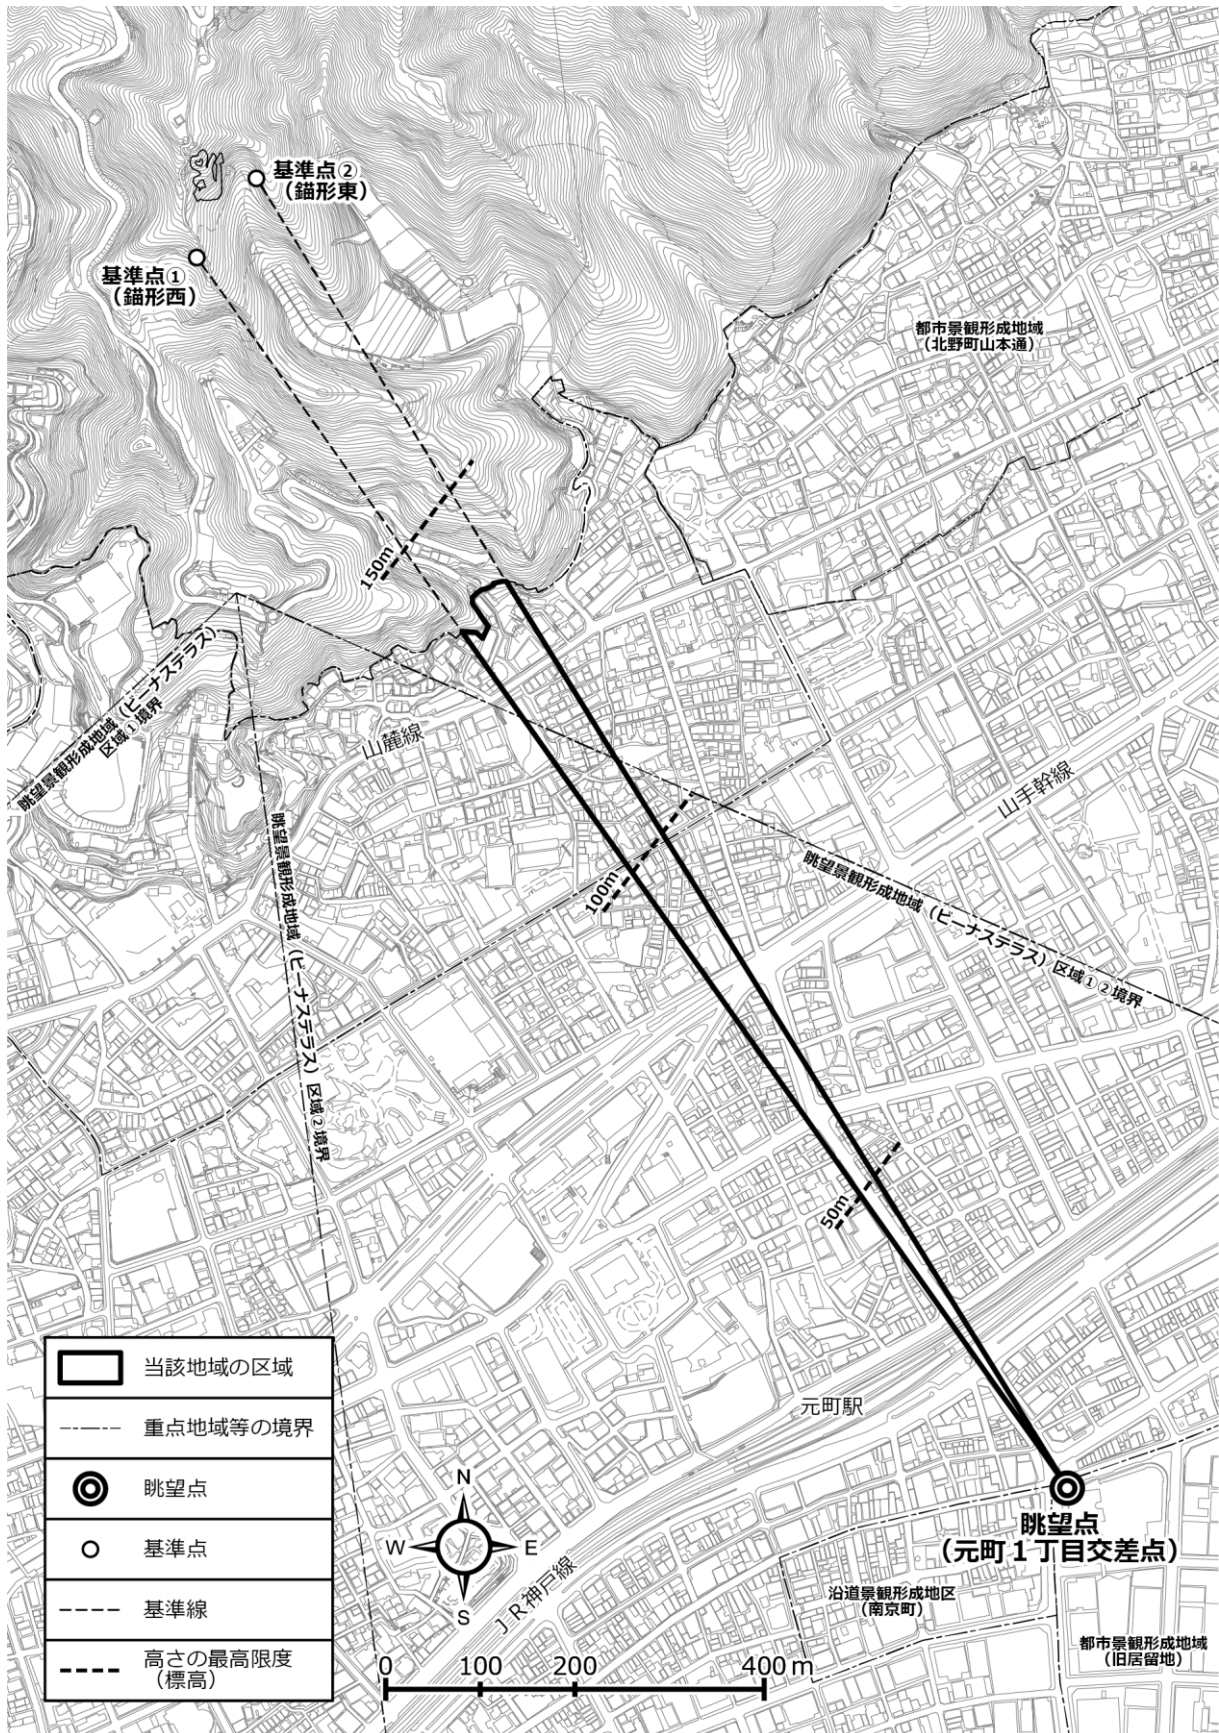 基準点②
（錨形東）
基準点①
（錨形西）
都市景観形成地域
（北野町山本通）
150m
眺望景観形成地域（ビーナステラス）
区域①境界
山麓線
山手幹線
100m
眺望景観形成地域（ビーナステラス）区域①②境界
眺望景観形成地域（ビーナステラス）区域②境界
50m
元町駅
眺望点
（元町１丁目交差点）
沿道景観形成地区
（南京町）
都市景観形成地域
（旧居留地）
ＪＲ神戸線
当該地域の区域
重点地域等の境界
眺望点
基準点
基準線
高さの最高限度
（標高）
N
W
E
S
0 100 200 400m